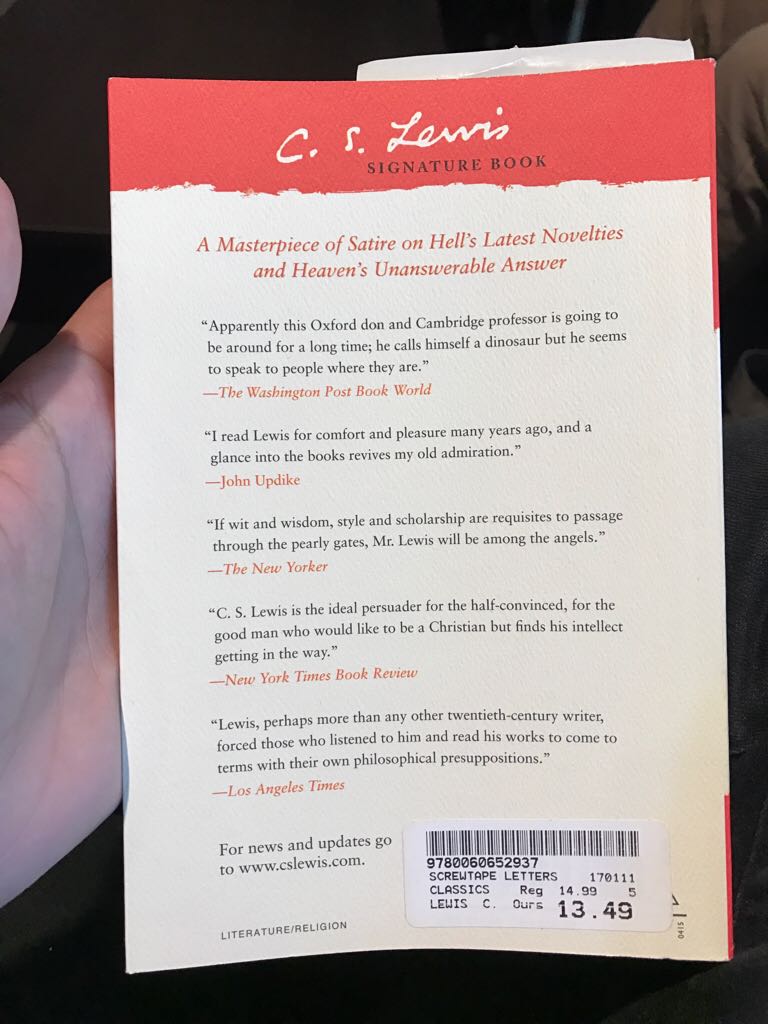 C. S. Lewis
SIGNATURE BOOK
A Masterpiece of Satire on Hell's Latest Novelties
and Heaven's Unanswerable Answer
“Apparently this Oxford don and Cambridge professor is going to
be around for a long time; he calls himself a dinosaur but he seems
to speak to people where they are.”
—The Washington Post Book World
“I read Lewis for comfort and pleasure many years ago, and a
glance into the books revives my old admiration.”
—John Updike
“If wit and wisdom, style and scholarship are requisites to passage
through the pearly gates, Mr. Lewis will be among the angels.”
—The New Yorker
“C. S. Lewis is the ideal persuader for the half-convinced, for the
good man who would like to be a Christian but finds his intellect
getting in the way.”
—New York Times Book Review
“Lewis, perhaps more than any other twentieth-century writer,
forced those who listened to him and read his works to come to
terms with their own philosophical presuppositions.”
—Los Angeles Times
For news and updates go
to www.cslewis.com.
9780060652937
SCREWTAPE LETTERS 170111
CLASSICS Reg 14.99 5
LEWIS C. Ours 13.49
LITERATURE/RELIGION
0415